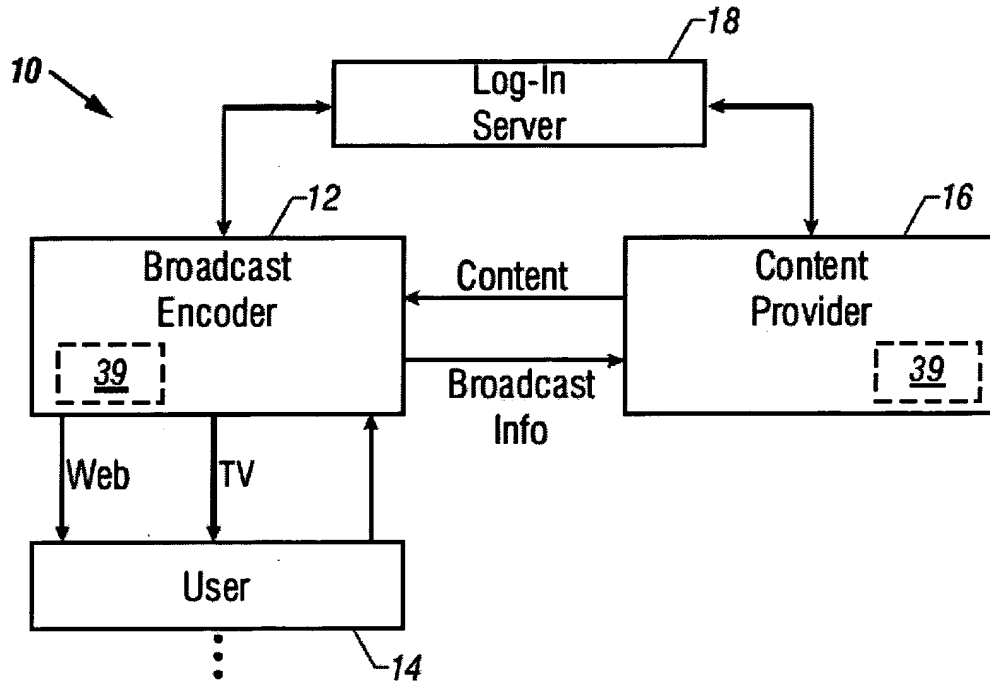 18
10
Log-In
Server
12
16
Broadcast
Encoder
Content
Content
Provider
39
39
Broadcast
Info
Web
TV
User
14